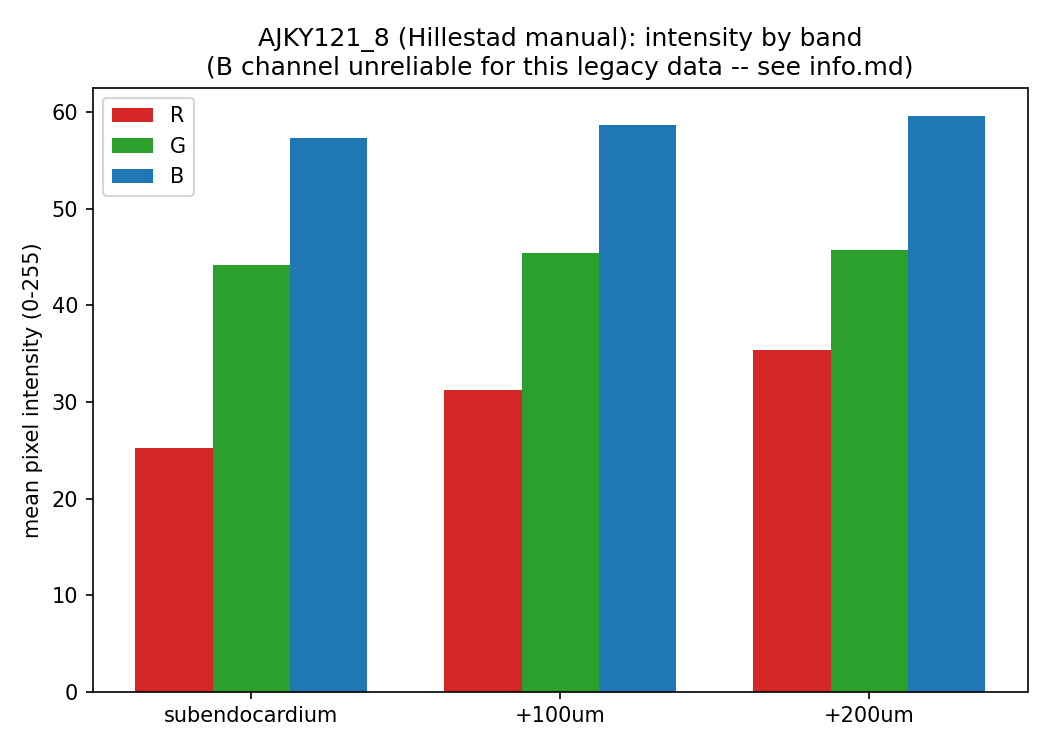 AJKY121_8 (Hillestad manual): intensity by band
(B channel unreliable for this legacy data -- see info.md)
R
G
B
mean pixel intensity (0-255)
60
50
40
30
20
10
0
subendocardium
+100um
+200um